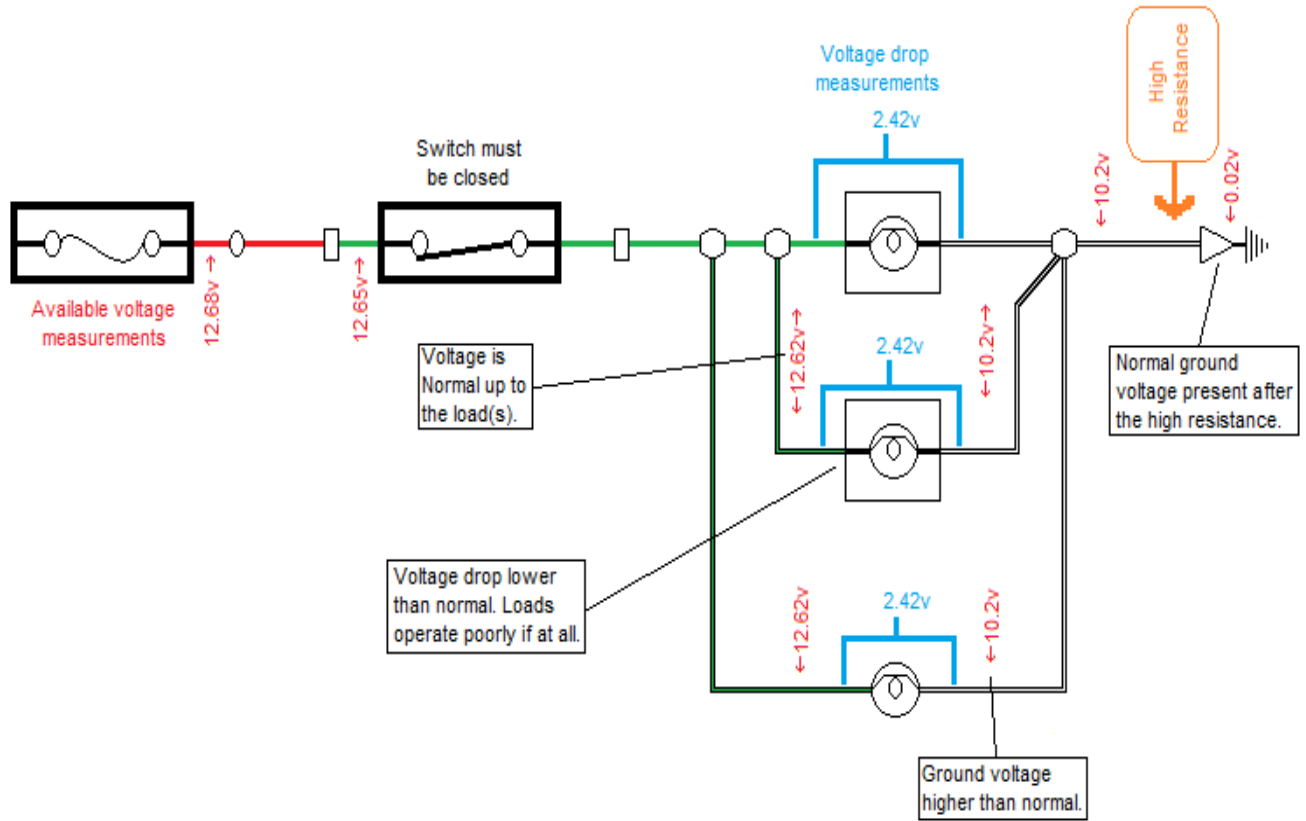 Voltage drop
measurements
2.42v
High
Resistance
Switch must
be closed
←10.2v
←0.02v
Available voltage
measurements
12.68v →
12.65v →
Voltage is
Normal up to
the load(s).
←12.62v→
2.42v
←10.2v→
Normal ground
voltage present after
the high resistance.
Voltage drop lower
than normal. Loads
operate poorly if at all.
←12.62v
2.42v
←10.2v
Ground voltage
higher than normal.